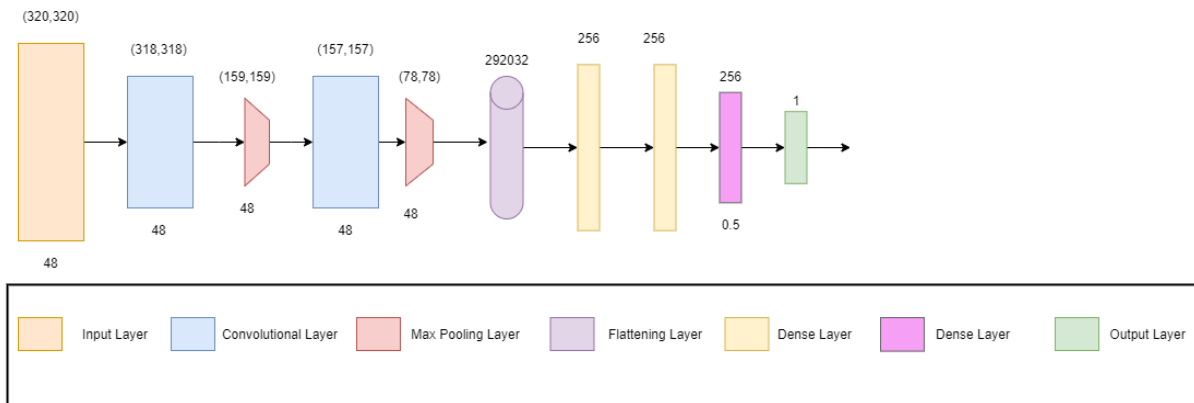 (320,320)
(318,318)
(159,159)
(157,157)
(78,78)
292032
256
256
256
1
48
48
48
48
48
0.5
Input Layer
Convolutional Layer
Max Pooling Layer
Flattening Layer
Dense Layer
Dense Layer
Output Layer